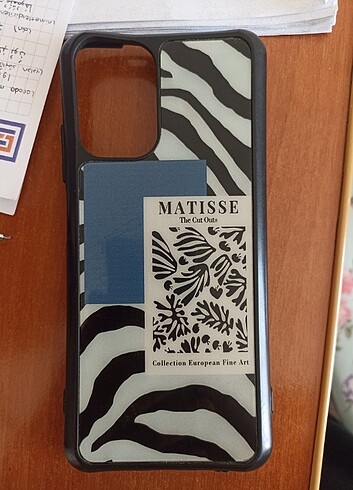 MATISSE
The Cut Outs
Collection European Fine Art